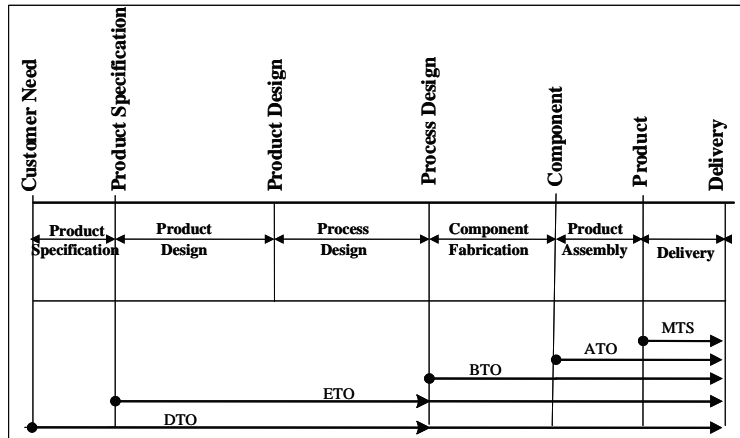 Customer Need
Product Specification
Product Design
Process Design
Component
Product
Delivery
Product
Specification
Product
Design
Process
Design
Component
Fabrication
Product
Assembly
Delivery
MTS
ATO
BTO
ETO
DTO